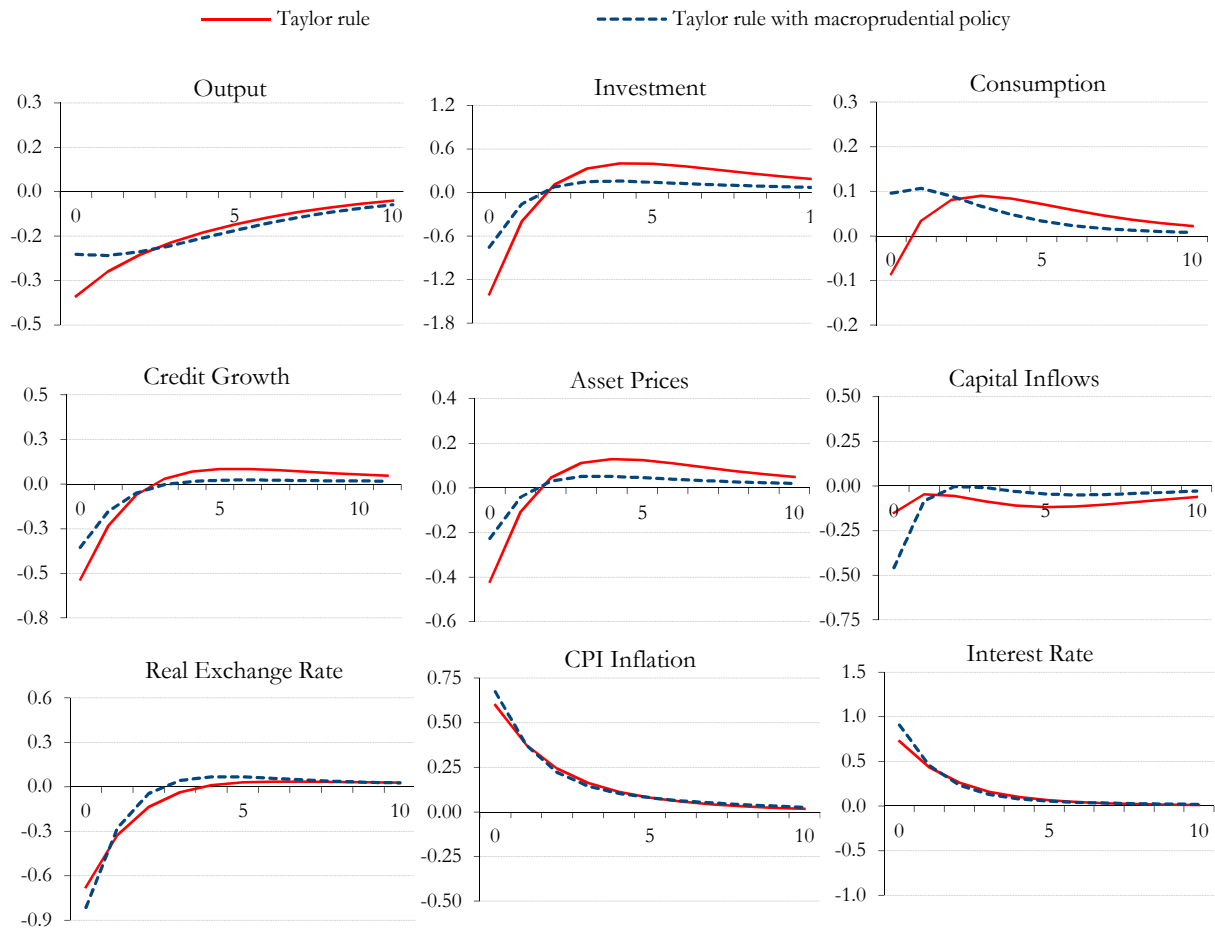 Taylor rule
Taylor rule with macroprudential policy
Output
0.3
0.2
0.0
-0.2
-0.3
-0.5
0 5 10
Investment
1.2
0.6
0.0
-0.6
-1.2
-1.8
0 5 1
Consumption
0.3
0.2
0.1
0.0
-0.1
-0.2
0 5 10
Credit Growth
0.5
0.3
0.0
-0.3
-0.5
-0.8
0 5 10
Asset Prices
0.4
0.2
0.0
-0.2
-0.4
-0.6
0 5 10
Capital Inflows
0.50
0.25
0.00
-0.25
-0.50
-0.75
0 5 10
Real Exchange Rate
0.6
0.3
0.0
-0.3
-0.6
-0.9
0 5 10
CPI Inflation
0.75
0.50
0.25
0.00
-0.25
-0.50
0 5 10
Interest Rate
1.5
1.0
0.5
0.0
-0.5
-1.0
0 5 10